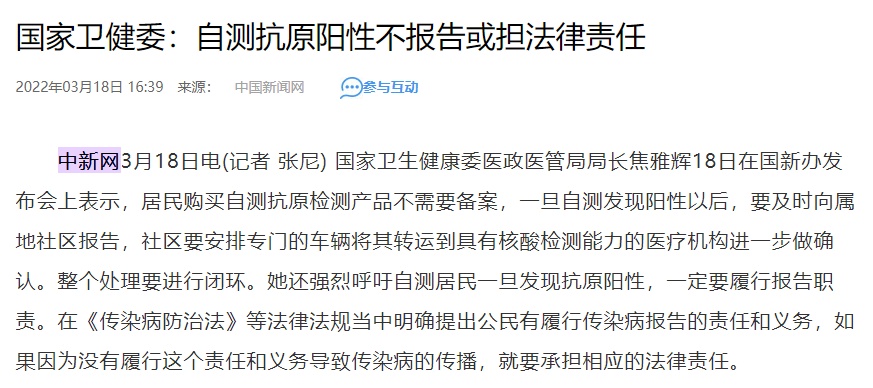 国家卫健委：自测抗原阳性不报告或担法律责任
2022年03月18日 16:39 来源： 中国新闻网 参与互动
中新网3月18日电(记者 张尼) 国家卫生健康委医政医管局局长焦雅辉18日在国新办发
布会上表示，居民购买自测抗原检测产品不需要备案，一旦自测发现阳性以后，要及时向属
地社区报告，社区要安排专门的车辆将其转运到具有核酸检测能力的医疗机构进一步做确
认。整个处理要进行闭环。她还强烈呼吁自测居民一旦发现抗原阳性，一定要履行报告职
责。在《传染病防治法》等法律法规当中明确提出公民有履行传染病报告的责任和义务，如
果因为没有履行这个责任和义务导致传染病的传播，就要承担相应的法律责任。